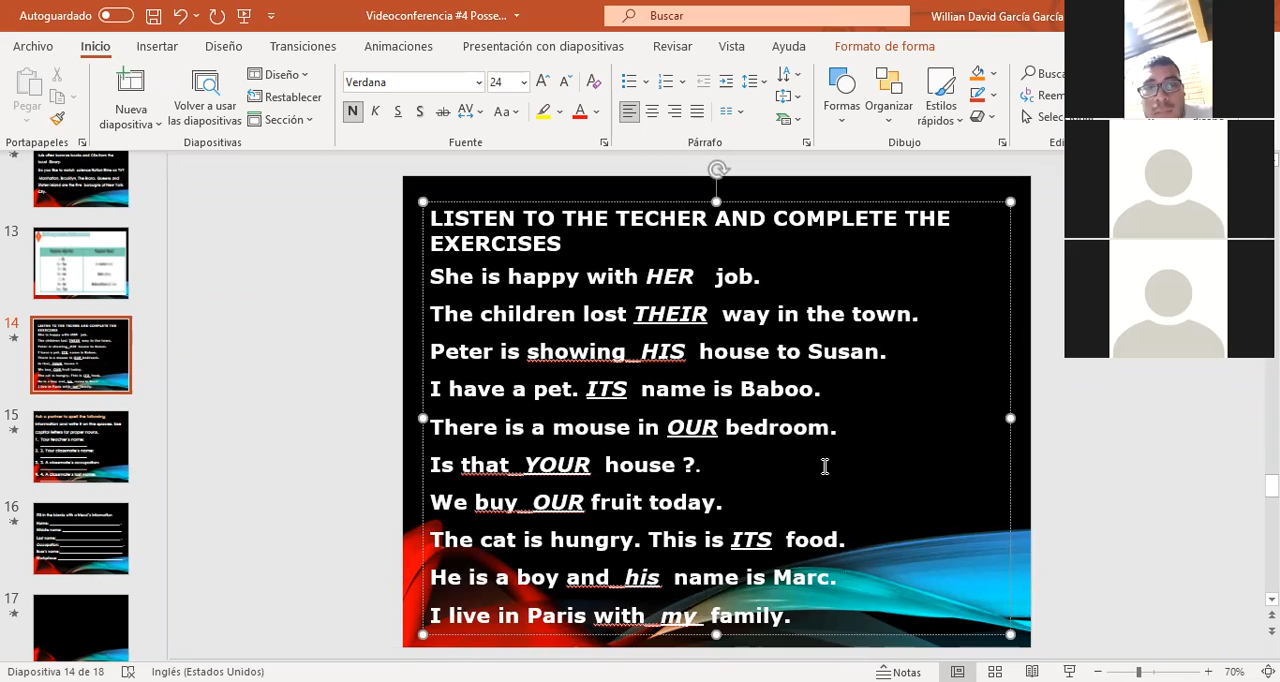 Autoguardado
Videoconferencia #4 Posse...
Buscar
Willian David García García
Archivo Inicio Insertar Diseño Transiciones Animaciones Presentación con diapositivas Revisar Vista Ayuda Formato de forma
Pegar
Portapapeles
Nueva diapositiva
Volver a usar las diapositivas
Diseño
Restablecer
Sección
Diapositivas
Verdana 24
N K S S ab AV Aa A
Fuente
Párrafo
Formas
Organizar
Estilos rápidos
Dibujo
Busca
Reem
Selecc
13
14
15
16
17
LISTEN TO THE TECHER AND COMPLETE THE
EXERCISES
She is happy with HER job.
The children lost THEIR way in the town.
Peter is showing HIS house to Susan.
I have a pet. ITS name is Baboo.
There is a mouse in OUR bedroom.
Is that YOUR house ?.
We buy OUR fruit today.
The cat is hungry. This is ITS food.
He is a boy and his name is Marc.
I live in Paris with my family.
Diapositiva 14 de 18
Inglés (Estados Unidos)
Notas
70%